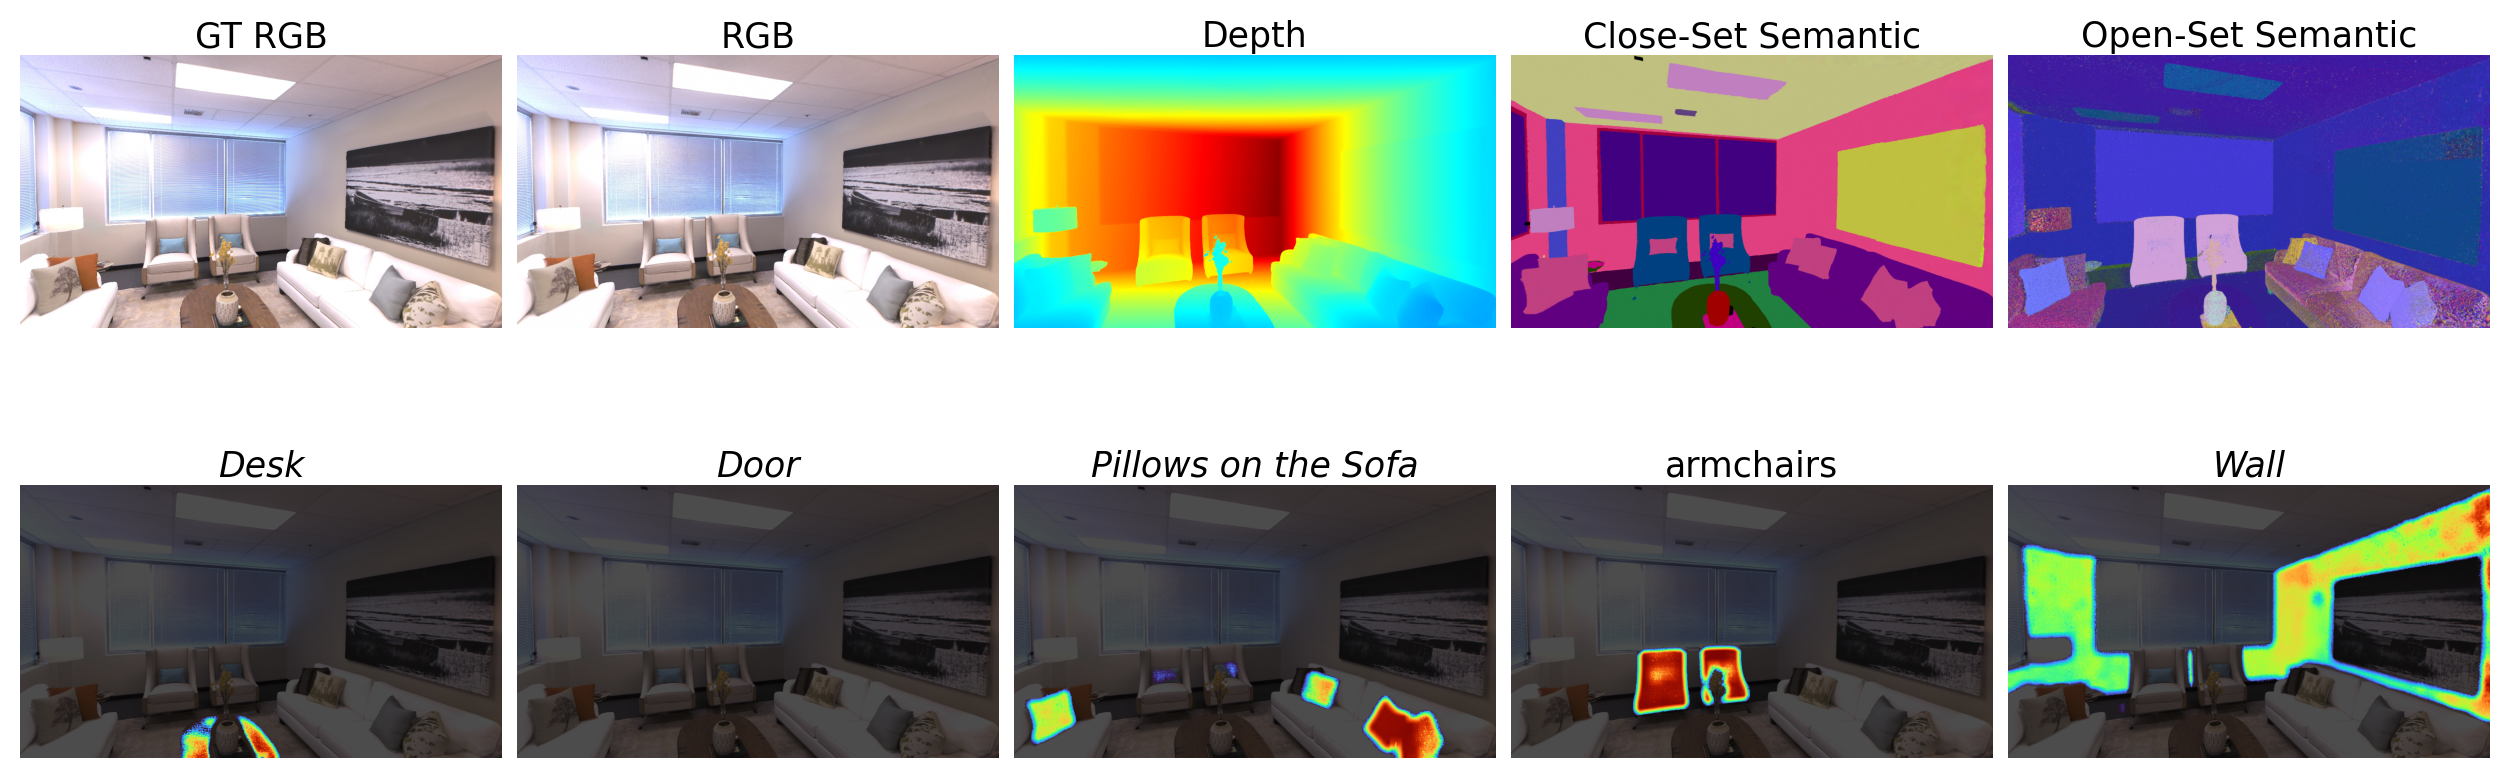 GT RGB
RGB
Depth
Close-Set Semantic
Open-Set Semantic
Desk
Door
Pillows on the Sofa
armchairs
Wall